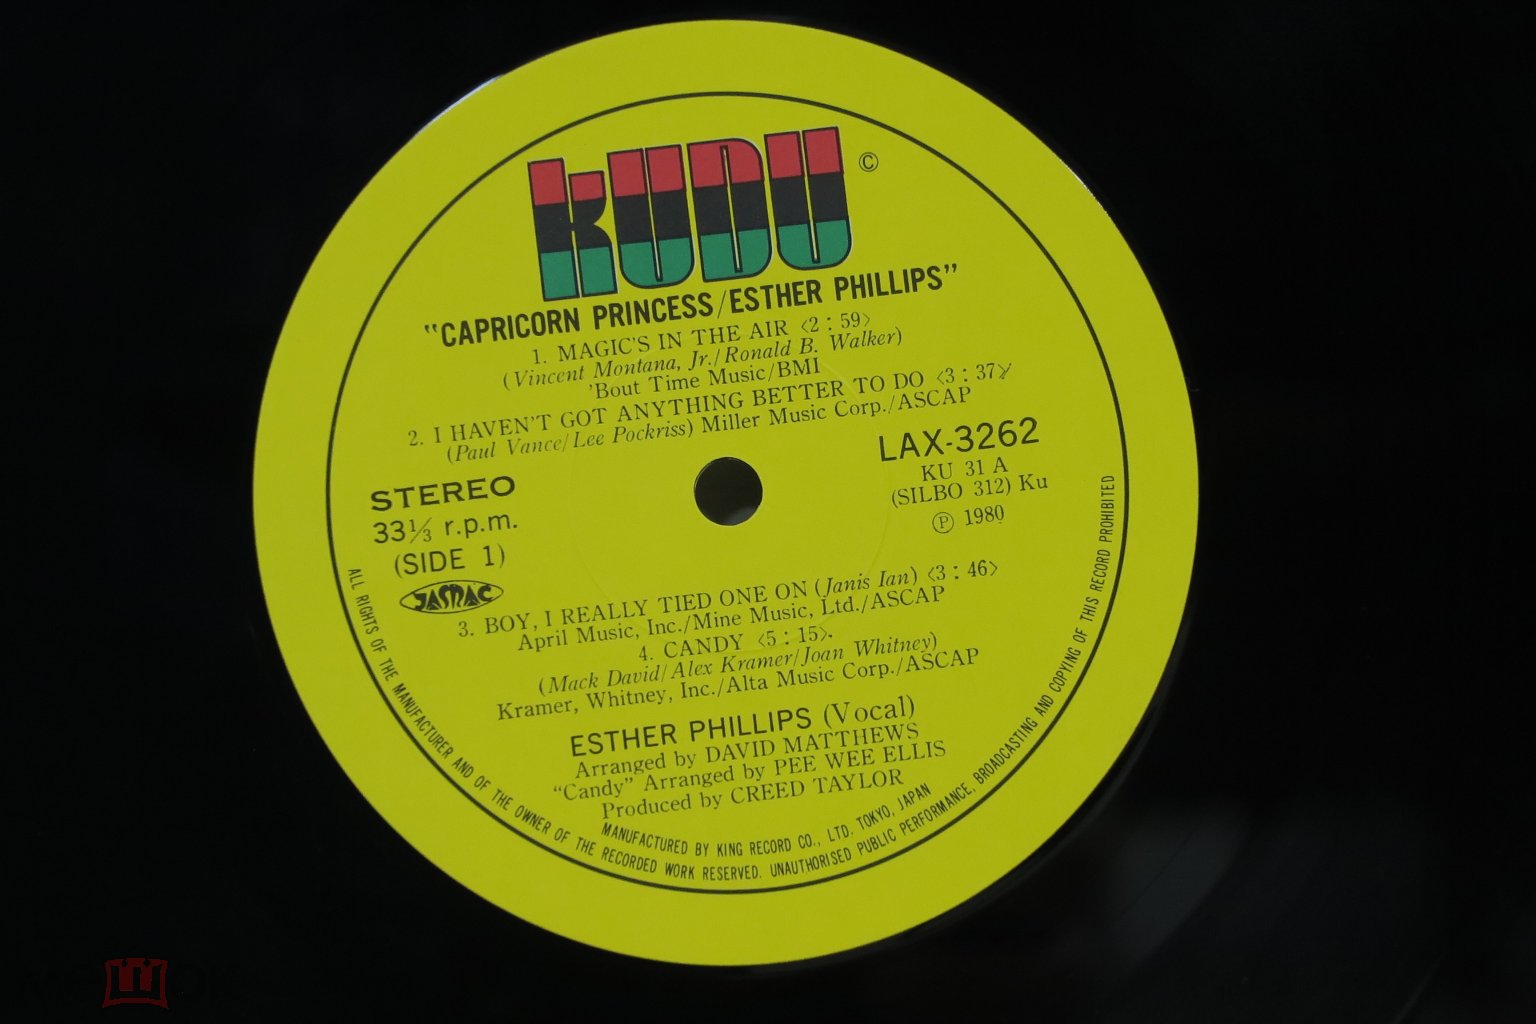 KUDU ©
"CAPRICORN PRINCESS/ESTHER PHILLIPS"
1. MAGIC'S IN THE AIR 〈2:59〉
(Vincent Montana, Jr./Ronald B. Walker)
'Bout Time Music/BMI
2. I HAVEN'T GOT ANYTHING BETTER TO DO 〈3:37〉
(Paul Vance/Lee Pockriss) Miller Music Corp./ASCAP
STEREO
33⅓ r.p.m.
(SIDE 1)
JASRAC
LAX-3262
KU 31 A
(SILBO 312) Ku
Ⓟ 1980
3. BOY, I REALLY TIED ONE ON (Janis Ian) 〈3:46〉
April Music, Inc./Mine Music, Ltd./ASCAP
4. CANDY 〈5:15〉
(Mack David/Alex Kramer/Joan Whitney)
Kramer, Whitney, Inc./Alta Music Corp./ASCAP
ESTHER PHILLIPS (Vocal)
Arranged by DAVID MATTHEWS
"Candy" Arranged by PEE WEE ELLIS
Produced by CREED TAYLOR
MANUFACTURED BY KING RECORD CO., LTD. TOKYO, JAPAN
ALL RIGHTS OF THE MANUFACTURER AND OF THE OWNER OF THE RECORDED WORK RESERVED. UNAUTHORISED PUBLIC PERFORMANCE, BROADCASTING AND COPYING OF THIS RECORD PROHIBITED